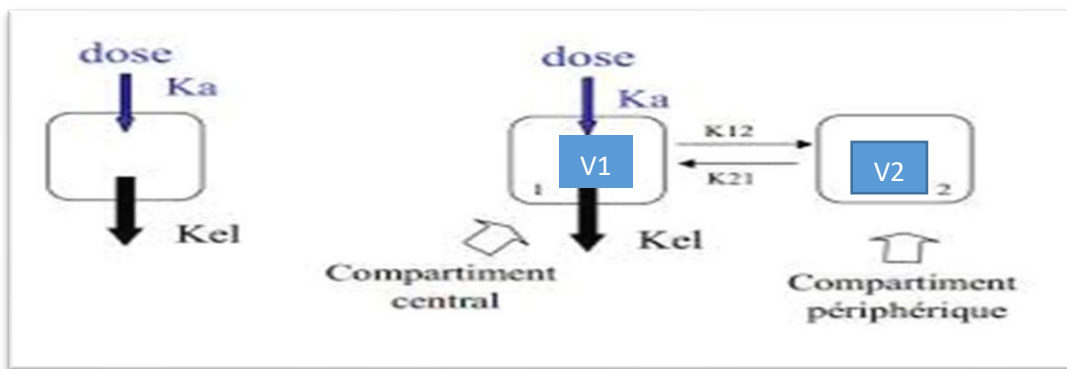 dose
Ka
Kel
dose
Ka
V1
1
K12
K21
V2
2
Kel
Compartiment
central
Compartiment
périphérique